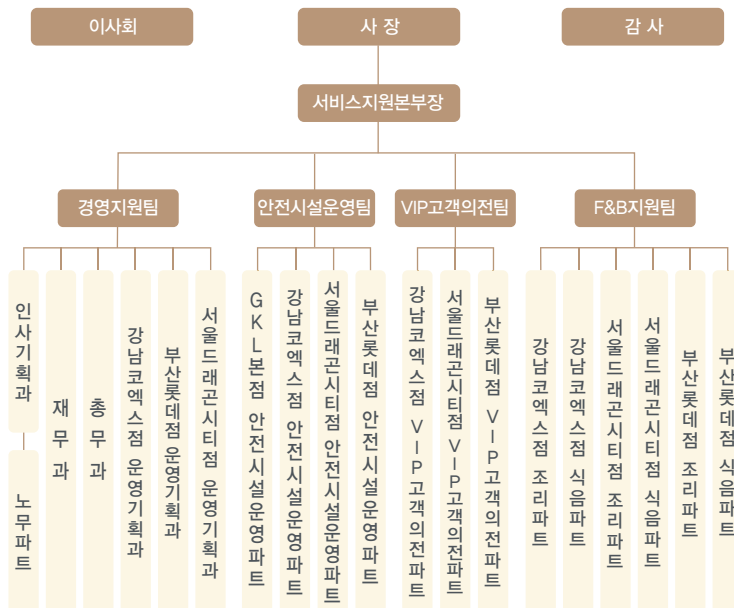 이사회
사 장
감 사
서비스지원본부장
경영지원팀
안전시설운영팀
VIP고객의전팀
F&B지원팀
인사기획과
노무파트
재무과
총무과
강남코엑스점 운영기획과
부산롯데점 운영기획과
서울드래곤시티점 운영기획과
GKL본점 안전시설운영파트
강남코엑스점 안전시설운영파트
서울드래곤시티점 안전시설운영파트
부산롯데점 안전시설운영파트
강남코엑스점 VIP고객의전파트
서울드래곤시티점 VIP고객의전파트
부산롯데점 VIP고객의전파트
강남코엑스점 조리파트
강남코엑스점 식음파트
서울드래곤시티점 조리파트
서울드래곤시티점 식음파트
부산롯데점 조리파트
부산롯데점 식음파트